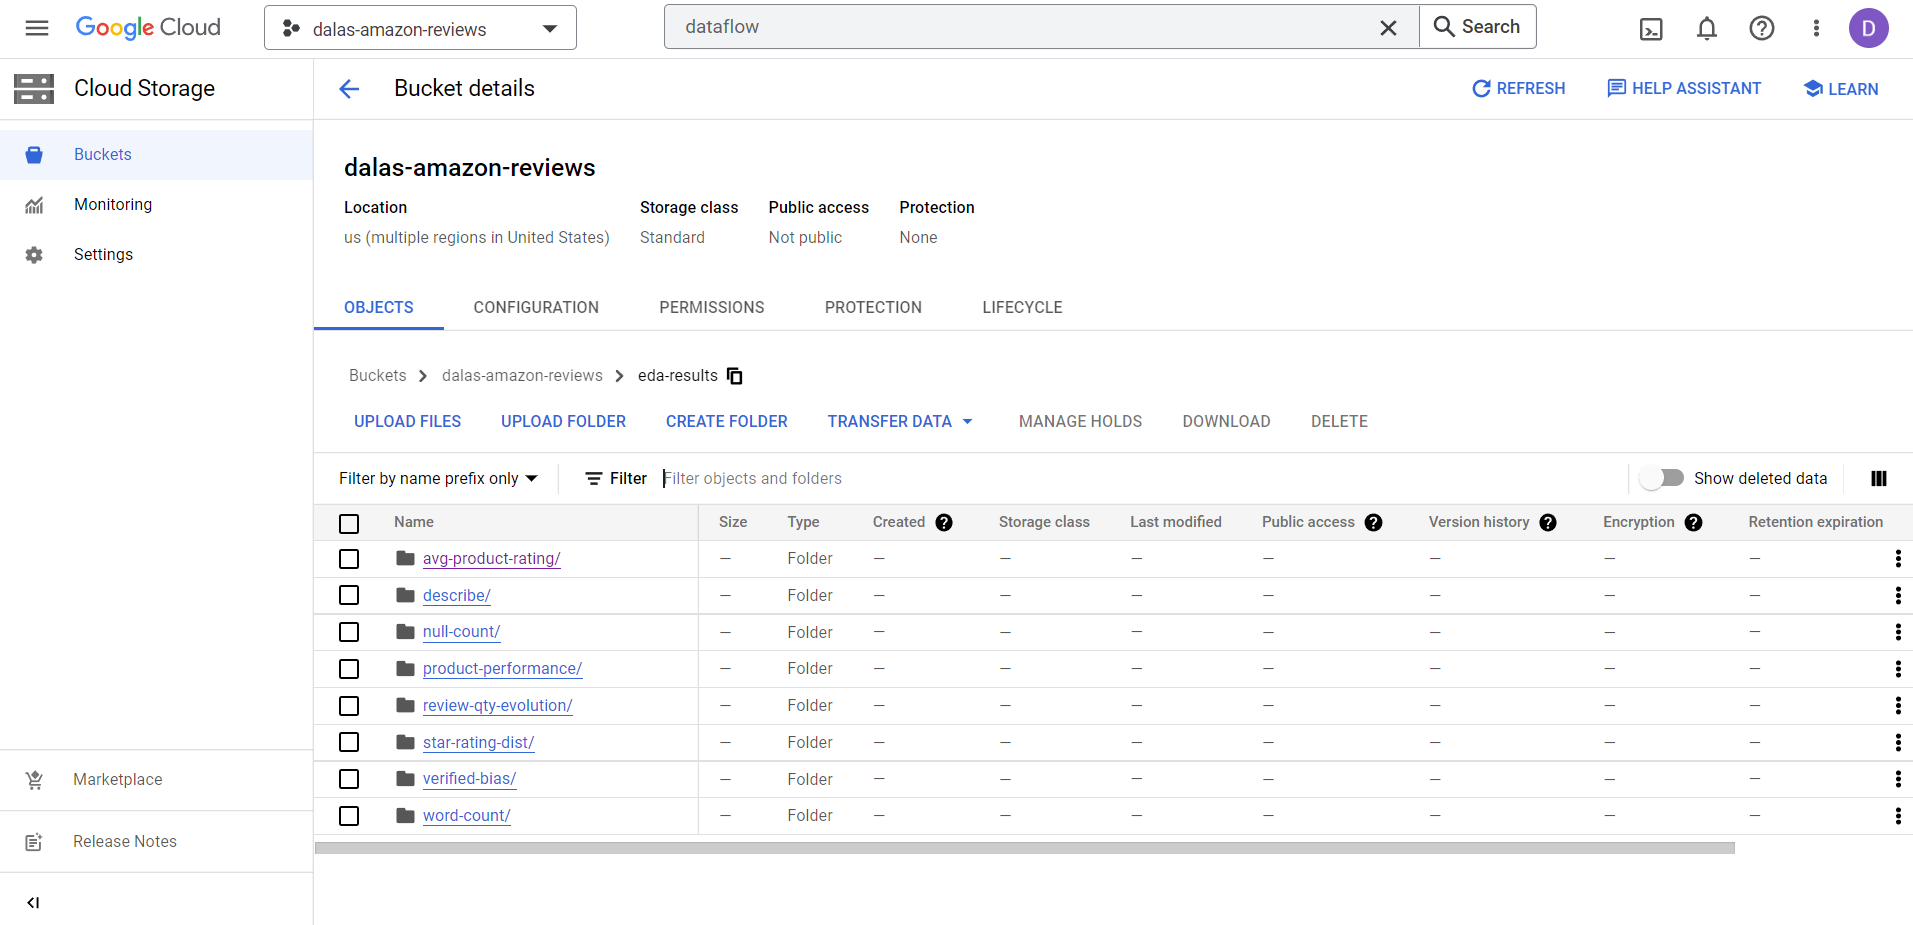 Google Cloud
dalas-amazon-reviews
dataflow
Search
D
Cloud Storage
Bucket details
REFRESH
HELP ASSISTANT
LEARN
Buckets
Monitoring
Settings
Marketplace
Release Notes
dalas-amazon-reviews
Location Storage class Public access Protection
us (multiple regions in United States) Standard Not public None
OBJECTS CONFIGURATION PERMISSIONS PROTECTION LIFECYCLE
Buckets > dalas-amazon-reviews > eda-results
UPLOAD FILES UPLOAD FOLDER CREATE FOLDER TRANSFER DATA MANAGE HOLDS DOWNLOAD DELETE
Filter by name prefix only Filter Filter objects and folders Show deleted data
Name Size Type Created ? Storage class Last modified Public access ? Version history ? Encryption ? Retention expiration
avg-product-rating/ — Folder — — — — — — —
describe/ — Folder — — — — — — —
null-count/ — Folder — — — — — — —
product-performance/ — Folder — — — — — — —
review-qty-evolution/ — Folder — — — — — — —
star-rating-dist/ — Folder — — — — — — —
verified-bias/ — Folder — — — — — — —
word-count/ — Folder — — — — — — —